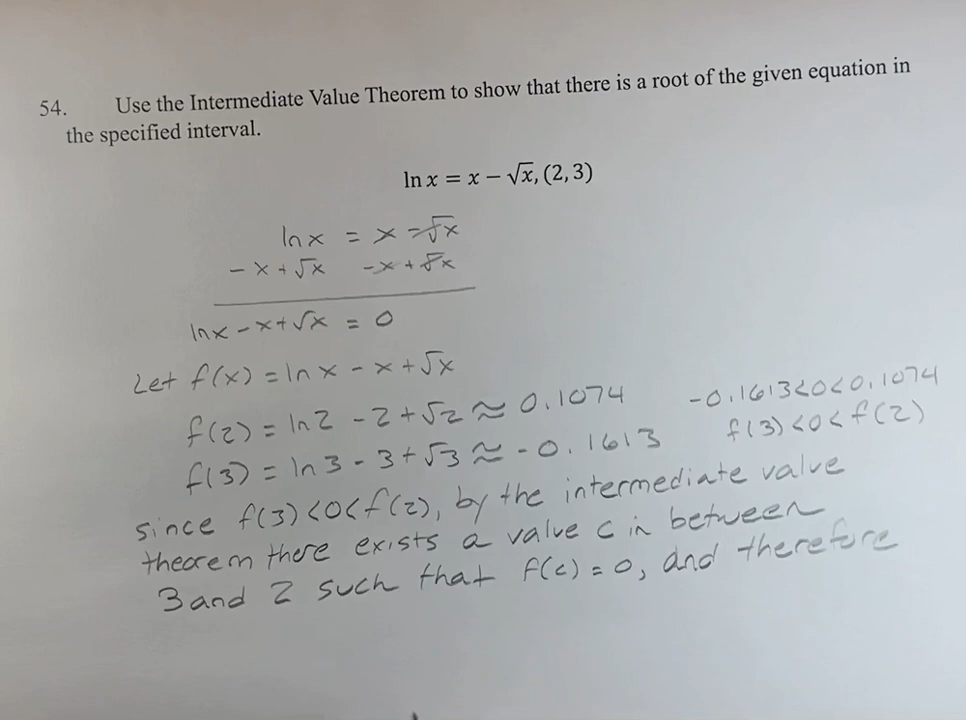 54. Use the Intermediate Value Theorem to show that there is a root of the given equation in
the specified interval.
ln x = x − √x, (2, 3)
ln x = x − √x
− x + √x − x + √x
ln x − x + √x = 0
Let f(x) = ln x − x + √x
f(2) = ln 2 − 2 + √2 ≈ 0.1074
f(3) = ln 3 − 3 + √3 ≈ −0.1613
−0.1613 < 0 < 0.1074
f(3) < 0 < f(2)
since f(3) < 0 < f(2), by the intermediate value
theorem there exists a value c in between
3 and 2 such that f(c) = 0, and therefore